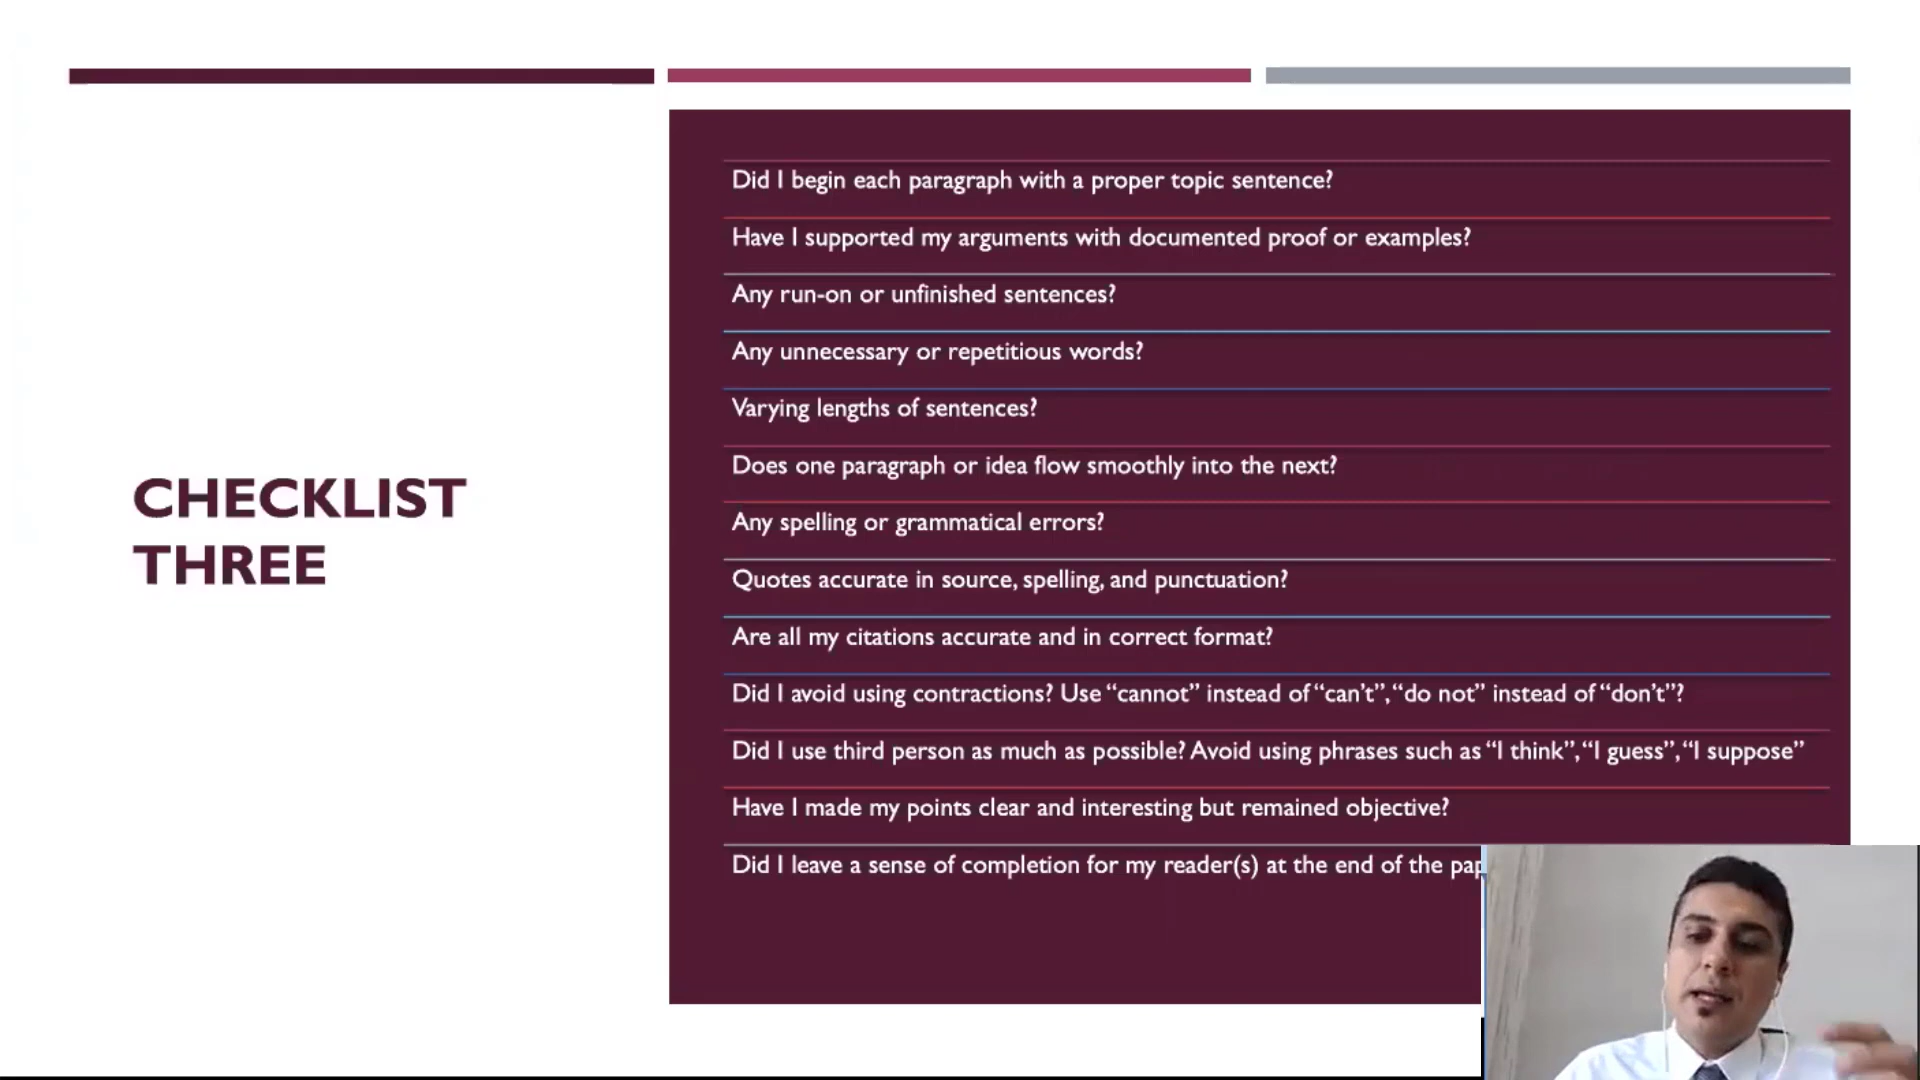 CHECKLIST
THREE
Did I begin each paragraph with a proper topic sentence?
Have I supported my arguments with documented proof or examples?
Any run-on or unfinished sentences?
Any unnecessary or repetitious words?
Varying lengths of sentences?
Does one paragraph or idea flow smoothly into the next?
Any spelling or grammatical errors?
Quotes accurate in source, spelling, and punctuation?
Are all my citations accurate and in correct format?
Did I avoid using contractions? Use “cannot” instead of “can’t”, “do not” instead of “don’t”?
Did I use third person as much as possible? Avoid using phrases such as “I think”, “I guess”, “I suppose”
Have I made my points clear and interesting but remained objective?
Did I leave a sense of completion for my reader(s) at the end of the